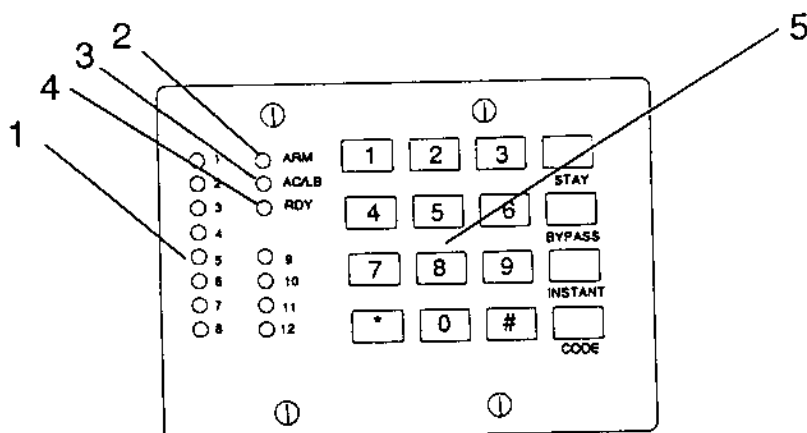 2
5
3
4
1
1 ARM
2 AC/LB
3 RDY
4
5 9
6 10
7 11
8 12
1 2 3 STAY
4 5 6 BYPASS
7 8 9 INSTANT
* 0 # CODE